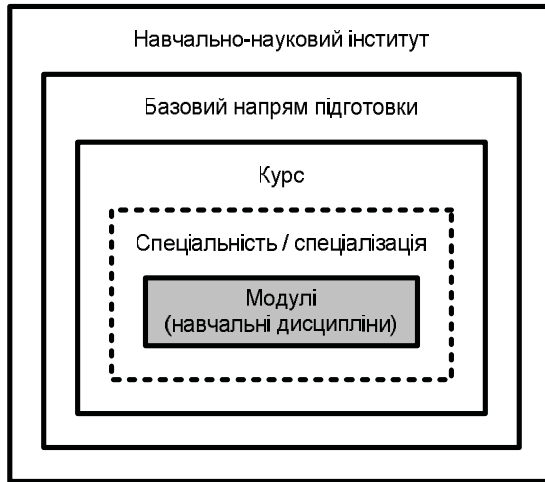 Навчально-науковий інститут
Базовий напрям підготовки
Курс
Спеціальність / спеціалізація
Модулі
(навчальні дисципліни)